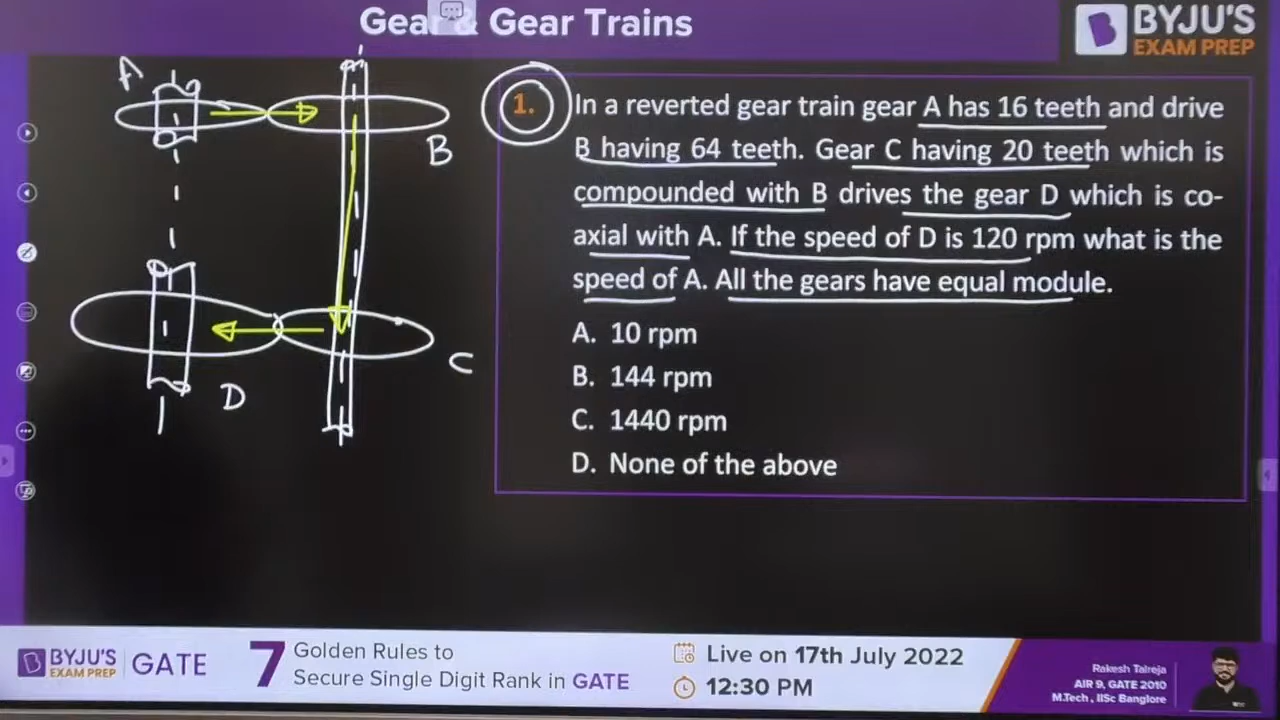 Gear & Gear Trains
BYJU'S
EXAM PREP
A
B
C
D
1.
In a reverted gear train gear A has 16 teeth and drive
B having 64 teeth. Gear C having 20 teeth which is
compounded with B drives the gear D which is co-
axial with A. If the speed of D is 120 rpm what is the
speed of A. All the gears have equal module.
A. 10 rpm
B. 144 rpm
C. 1440 rpm
D. None of the above
BYJU'S
EXAM PREP
GATE
7
Golden Rules to
Secure Single Digit Rank in GATE
Live on 17th July 2022
12:30 PM
Rakesh Talreja
AIR 9, GATE 2010
M.Tech, IISc Banglore